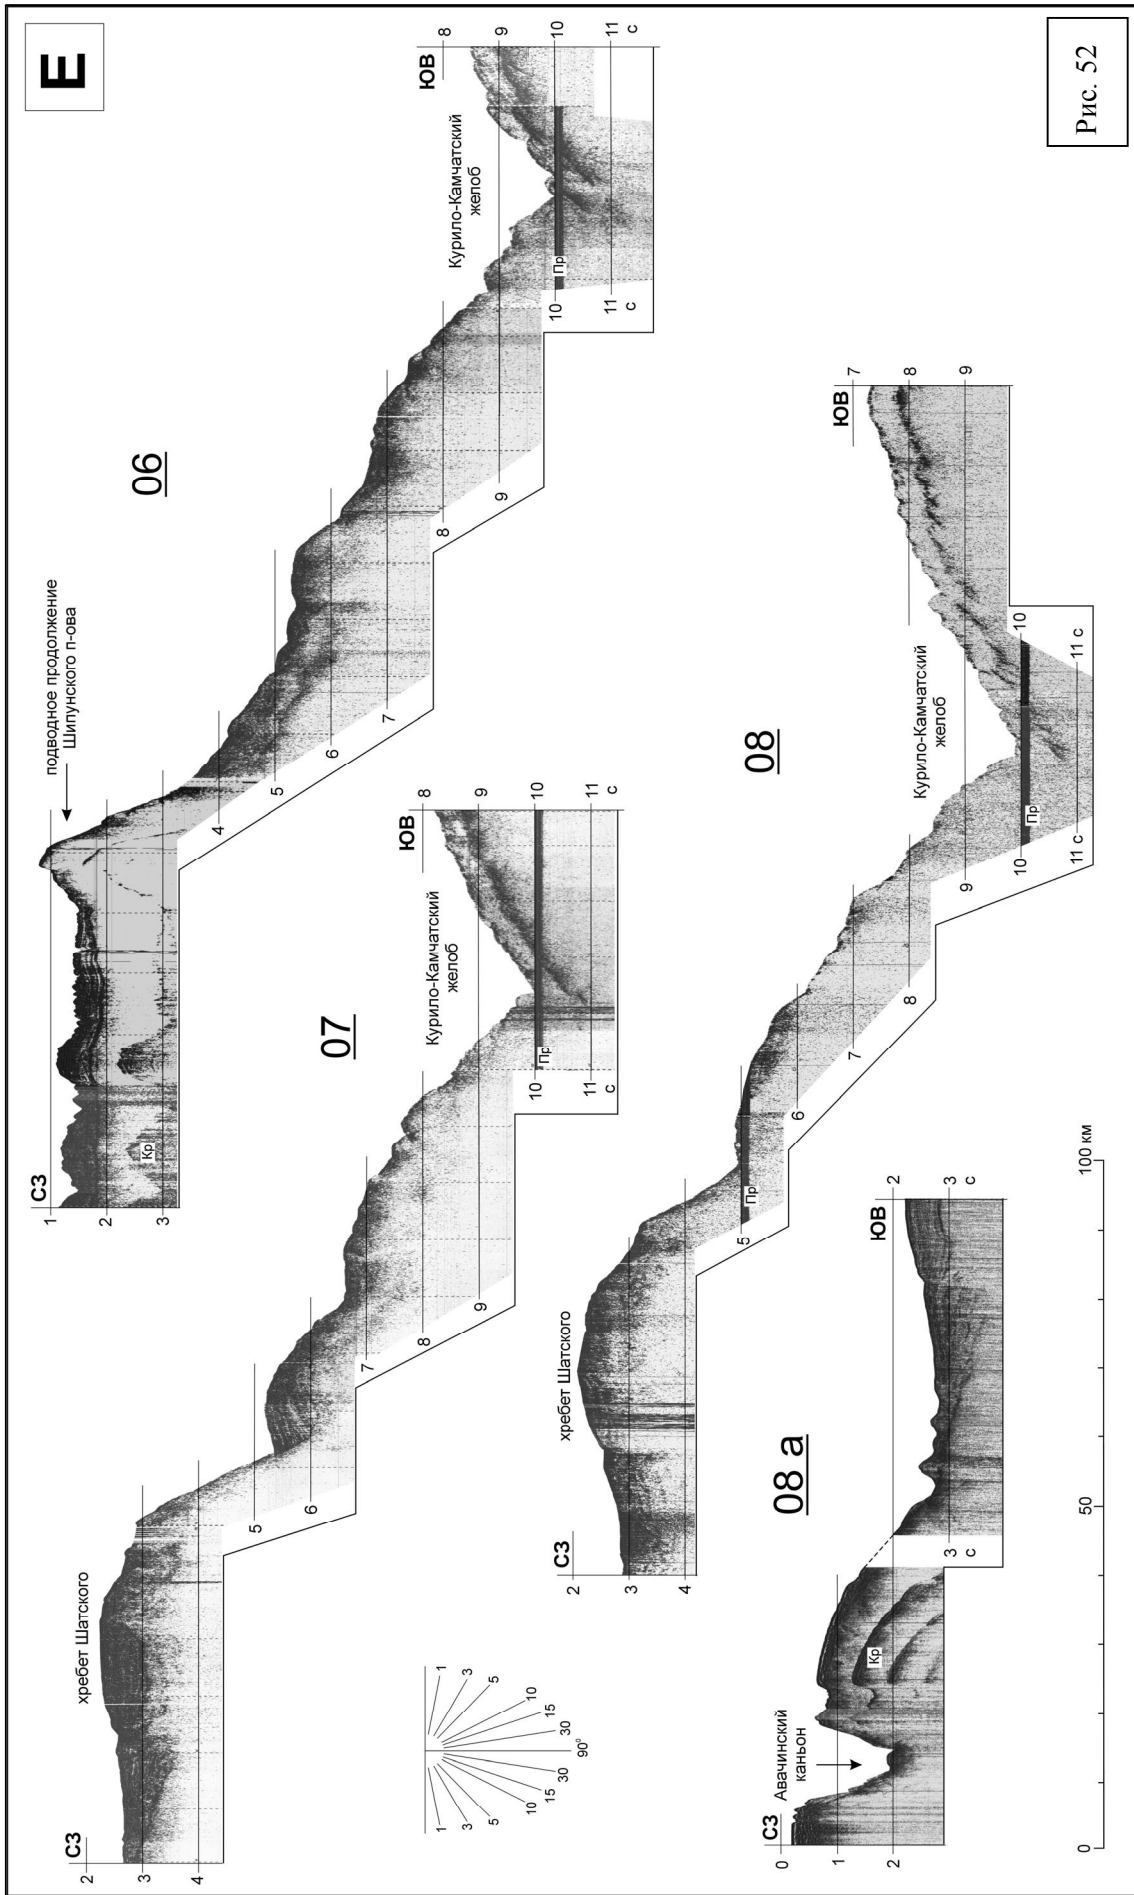 E
06
подводное продолжение
Шипунского п-ова
СЗ
1
2
3
Кр
4
5
6
7
8
9
10
11
с
Пр
Курило-Камчатский
желоб
ЮВ
8
9
10
11
с
07
хребет Шатского
СЗ
2
3
4
5
6
7
8
9
10
11
с
Пр
Курило-Камчатский
желоб
ЮВ
8
9
10
11
с
1
3
5
10
15
30
90°
30
15
10
5
3
1
08
хребет Шатского
СЗ
2
3
4
5
Пр
6
7
8
9
10
11 с
Пр
Курило-Камчатский
желоб
ЮВ
7
8
9
10
11 с
08 а
Авачинский
каньон
СЗ
0
1
2
Кр
3
с
ЮВ
2
3
с
0
50
100 км
Рис. 52